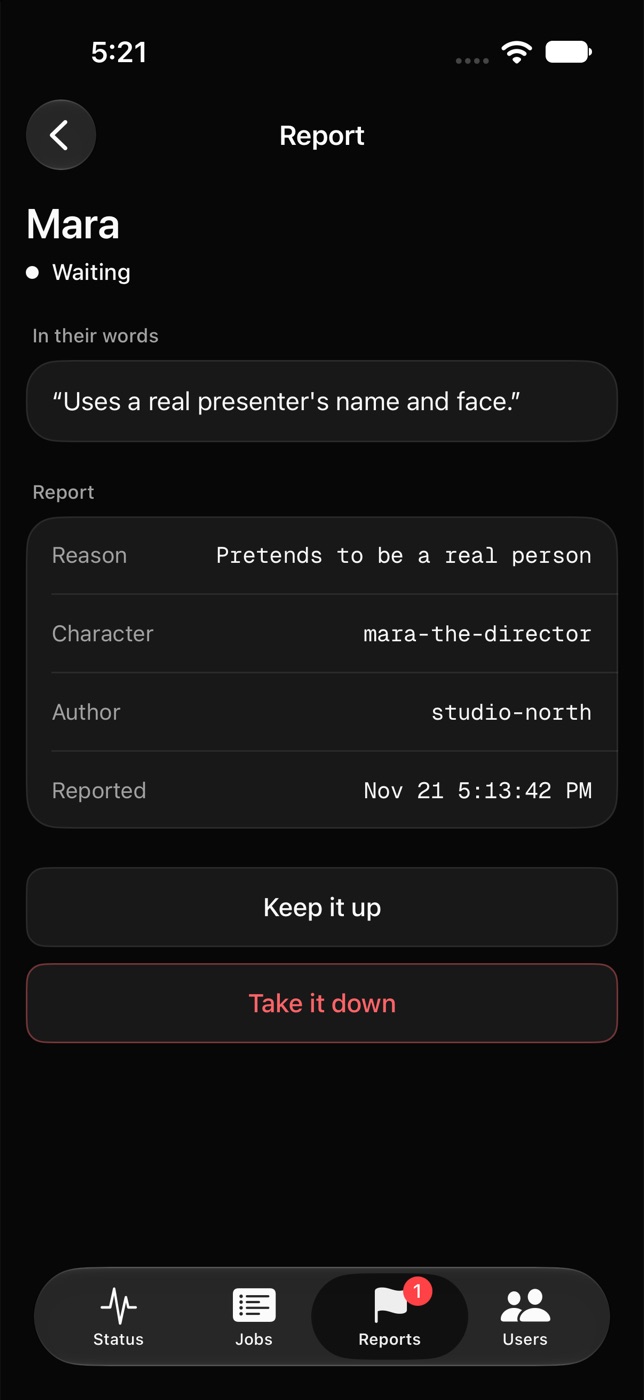 5:21
Report
Mara
Waiting
In their words
“Uses a real presenter's name and face.”
Report
Reason Pretends to be a real person
Character mara-the-director
Author studio-north
Reported Nov 21 5:13:42 PM
Keep it up
Take it down
1
Status Jobs Reports Users